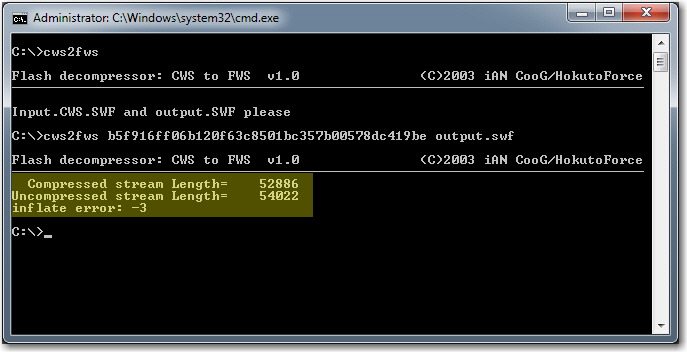 Administrator: C:\Windows\system32\cmd.exe
C:\>cws2fws
Flash decompressor: CWS to FWS  v1.0               (C)2003 iAN CooG/HokutoForce
Input.CWS.SWF and output.SWF please
C:\>cws2fws b5f916ff06b120f63c8501bc357b00578dc419be output.swf
Flash decompressor: CWS to FWS  v1.0               (C)2003 iAN CooG/HokutoForce
  Compressed stream Length=    52886
Uncompressed stream Length=    54022
inflate error: -3
C:\>_